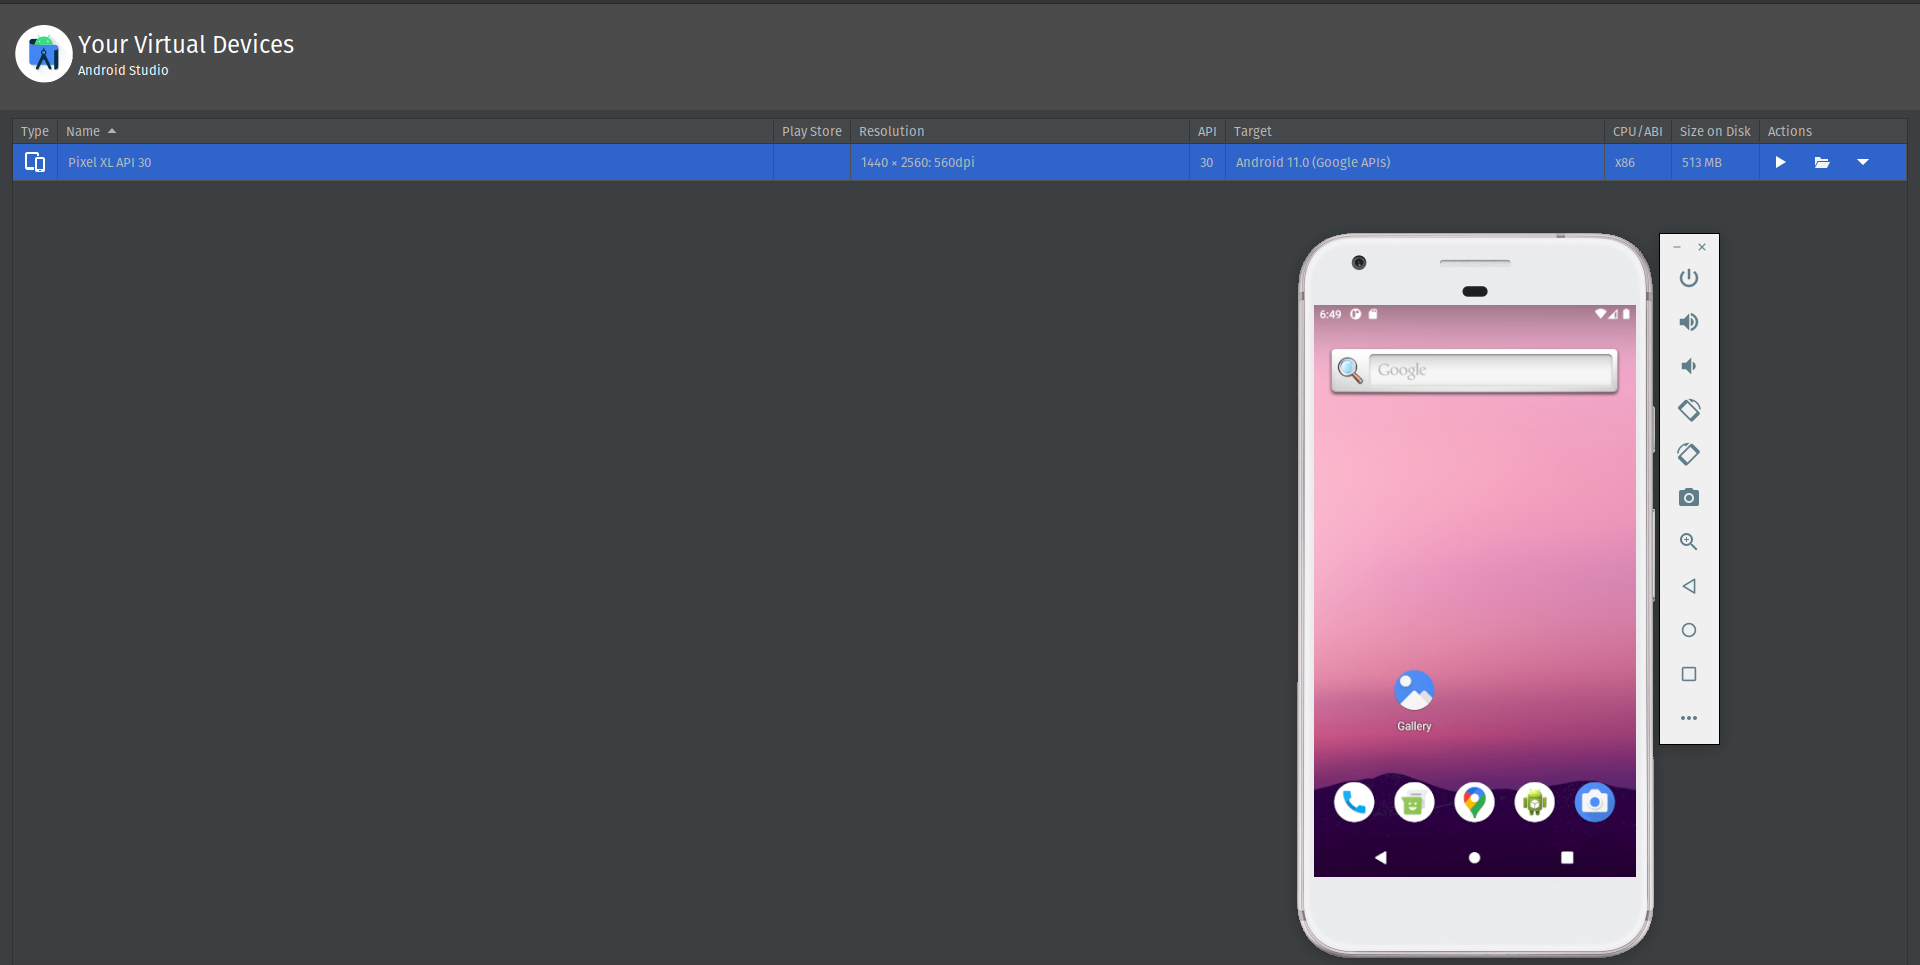 Your Virtual Devices
Android Studio
Type Name Play Store Resolution API Target CPU/ABI Size on Disk Actions
Pixel XL API 30 1440 × 2560: 560dpi 30 Android 11.0 (Google APIs) x86 513 MB
6:49
Google
Gallery